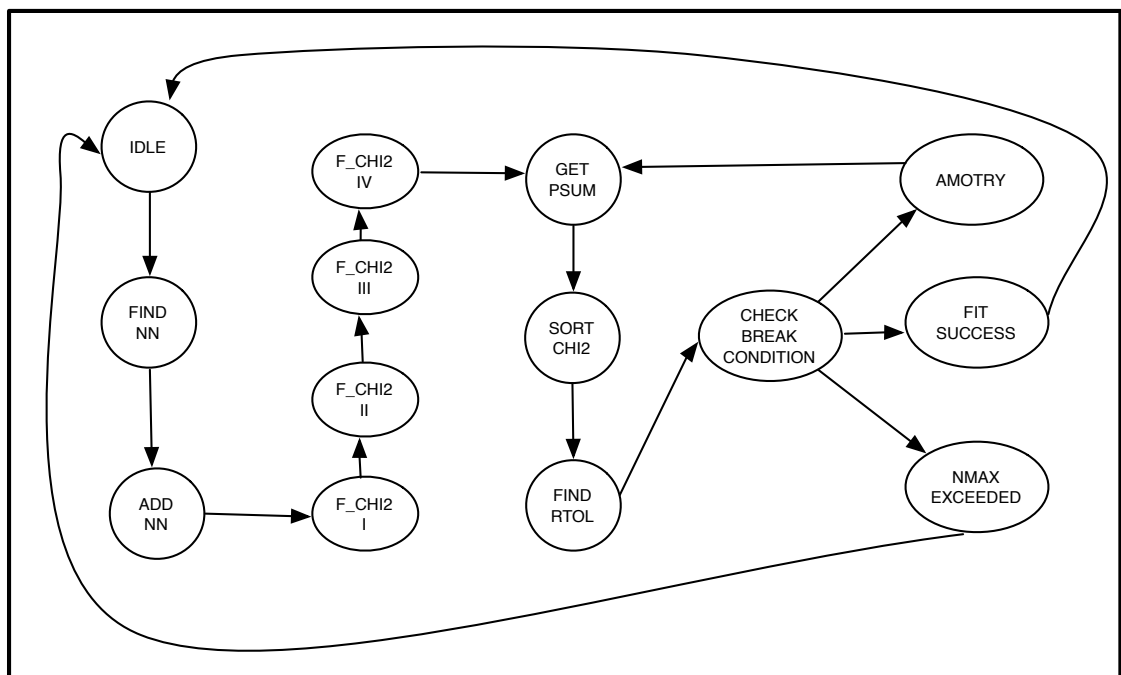 IDLE
FIND
NN
ADD
NN
F_CHI2
IV
F_CHI2
III
F_CHI2
II
F_CHI2
I
GET
PSUM
SORT
CHI2
FIND
RTOL
CHECK
BREAK
CONDITION
AMOTRY
FIT
SUCCESS
NMAX
EXCEEDED